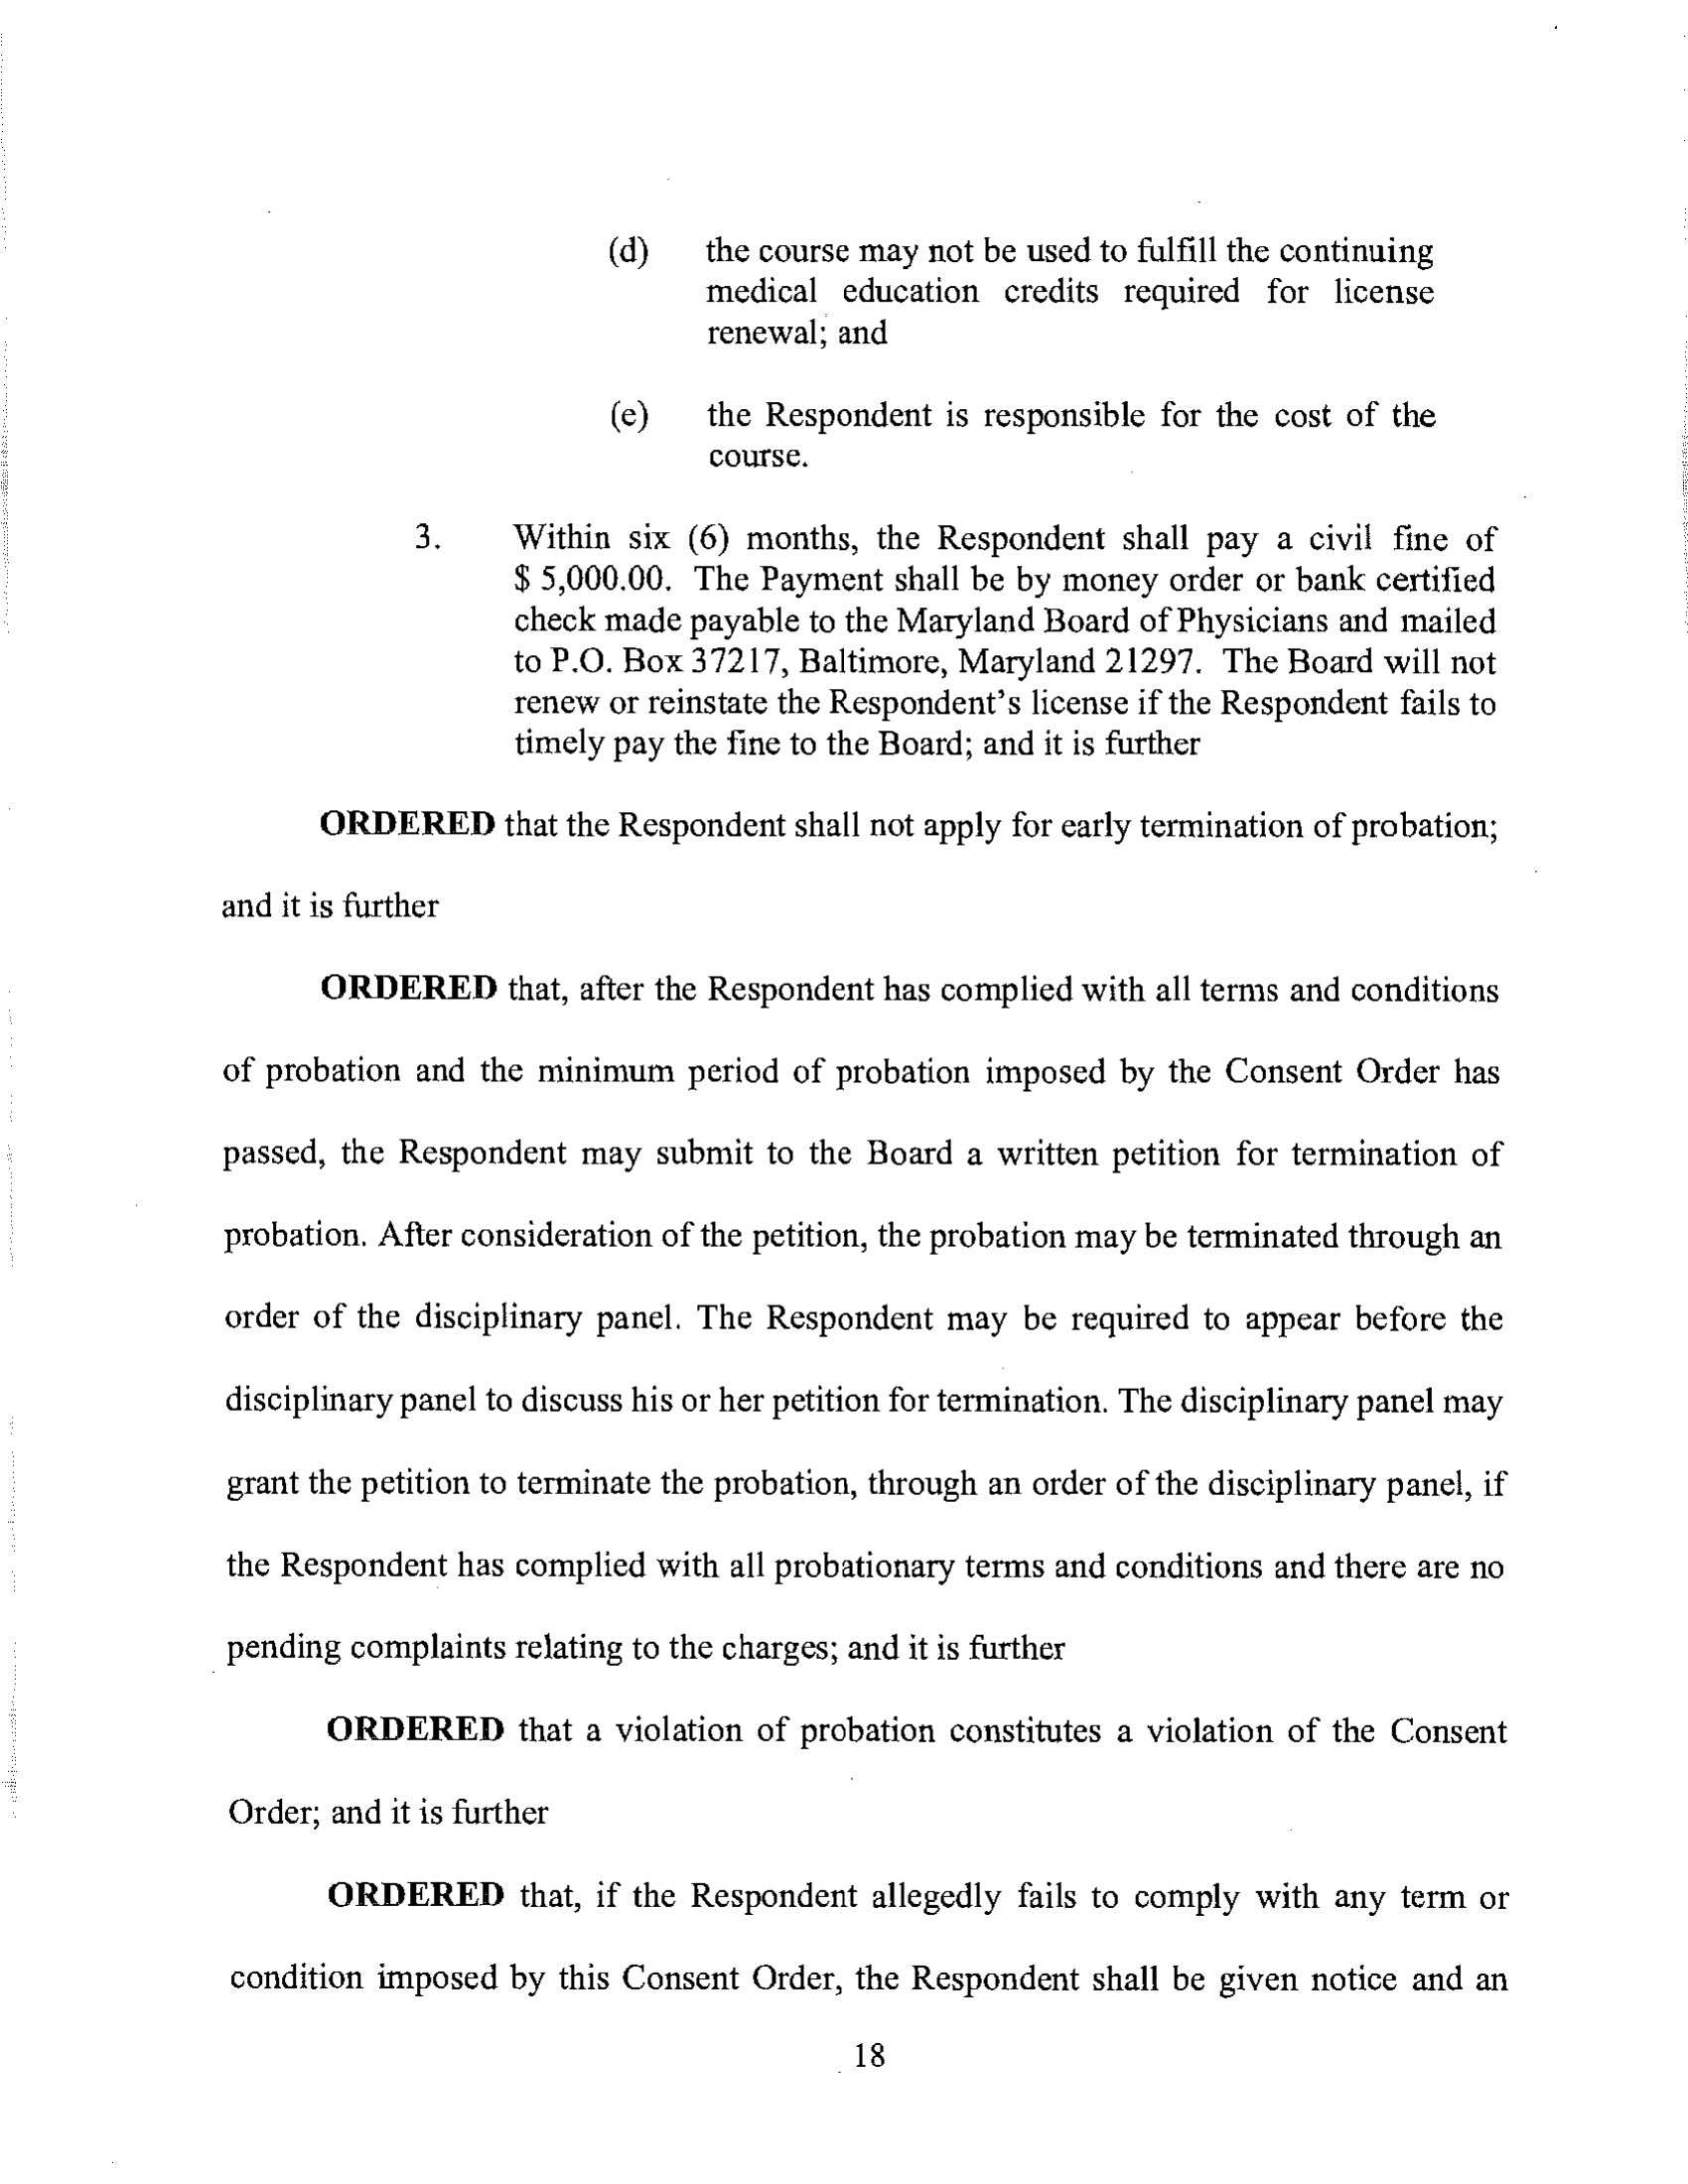 (d) the course may not be used to fulfill the continuing
medical education credits required for license
renewal; and
(e) the Respondent is responsible for the cost of the
course.
3. Within six (6) months, the Respondent shall pay a civil fine of
$ 5,000.00. The Payment shall be by money order or bank certified
check made payable to the Maryland Board of Physicians and mailed
to P.O. Box 37217, Baltimore, Maryland 21297. The Board will not
renew or reinstate the Respondent's license if the Respondent fails to
timely pay the fine to the Board; and it is further
ORDERED that the Respondent shall not apply for early termination of probation;
and it is further
ORDERED that, after the Respondent has complied with all terms and conditions
of probation and the minimum period of probation imposed by the Consent Order has
passed, the Respondent may submit to the Board a written petition for termination of
probation. After consideration of the petition, the probation may be terminated through an
order of the disciplinary panel. The Respondent may be required to appear before the
disciplinary panel to discuss his or her petition for termination. The disciplinary panel may
grant the petition to terminate the probation, through an order of the disciplinary panel, if
the Respondent has complied with all probationary terms and conditions and there are no
pending complaints relating to the charges; and it is further
ORDERED that a violation of probation constitutes a violation of the Consent
Order; and it is further
ORDERED that, if the Respondent allegedly fails to comply with any term or
condition imposed by this Consent Order, the Respondent shall be given notice and an
18